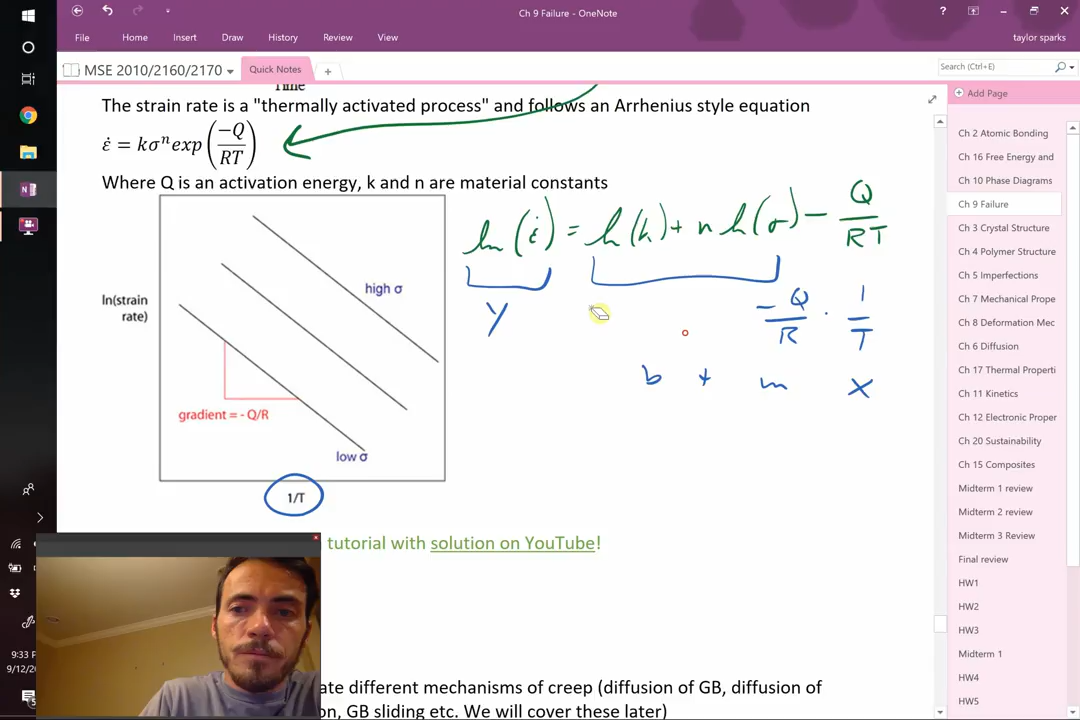 Ch 9 Failure - OneNote
?
File Home Insert Draw History Review View
taylor sparks
MSE 2010/2160/2170
Quick Notes
+
Search (Ctrl+E)
Add Page
Time
The strain rate is a "thermally activated process" and follows an Arrhenius style equation
ε̇ = kσⁿexp(−Q/RT)
Where Q is an activation energy, k and n are material constants
ln(ε̇) = ln(k) + n ln(σ) − Q/RT
Y
−Q/R · 1/T
b + m x
ln(strain
rate)
high σ
gradient = - Q/R
low σ
1/T
tutorial with solution on YouTube!
ate different mechanisms of creep (diffusion of GB, diffusion of
on, GB sliding etc. We will cover these later)
Ch 2 Atomic Bonding
Ch 16 Free Energy and
Ch 10 Phase Diagrams
Ch 9 Failure
Ch 3 Crystal Structure
Ch 4 Polymer Structure
Ch 5 Imperfections
Ch 7 Mechanical Prope
Ch 8 Deformation Mec
Ch 6 Diffusion
Ch 17 Thermal Properti
Ch 11 Kinetics
Ch 12 Electronic Proper
Ch 20 Sustainability
Ch 15 Composites
Midterm 1 review
Midterm 2 review
Midterm 3 Review
Final review
HW1
HW2
HW3
Midterm 1
HW4
HW5
9:33 P
9/12/20